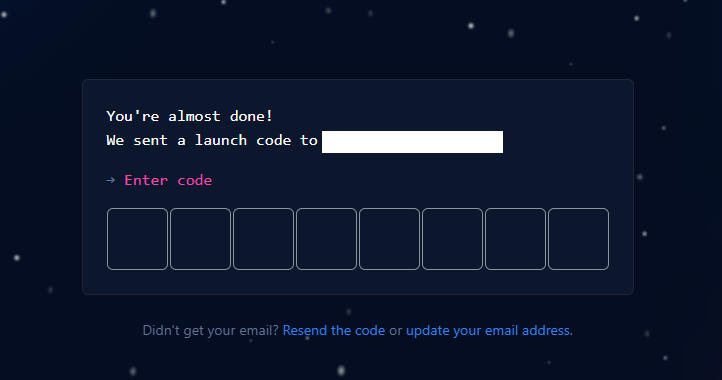 You're almost done!
We sent a launch code to
→ Enter code
Didn't get your email? Resend the code or update your email address.